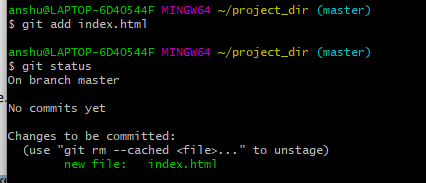 anshu@LAPTOP-6D40544F MINGW64 ~/project_dir (master)
$ git add index.html
anshu@LAPTOP-6D40544F MINGW64 ~/project_dir (master)
$ git status
On branch master
No commits yet
Changes to be committed:
(use "git rm --cached <file>..." to unstage)
new file: index.html